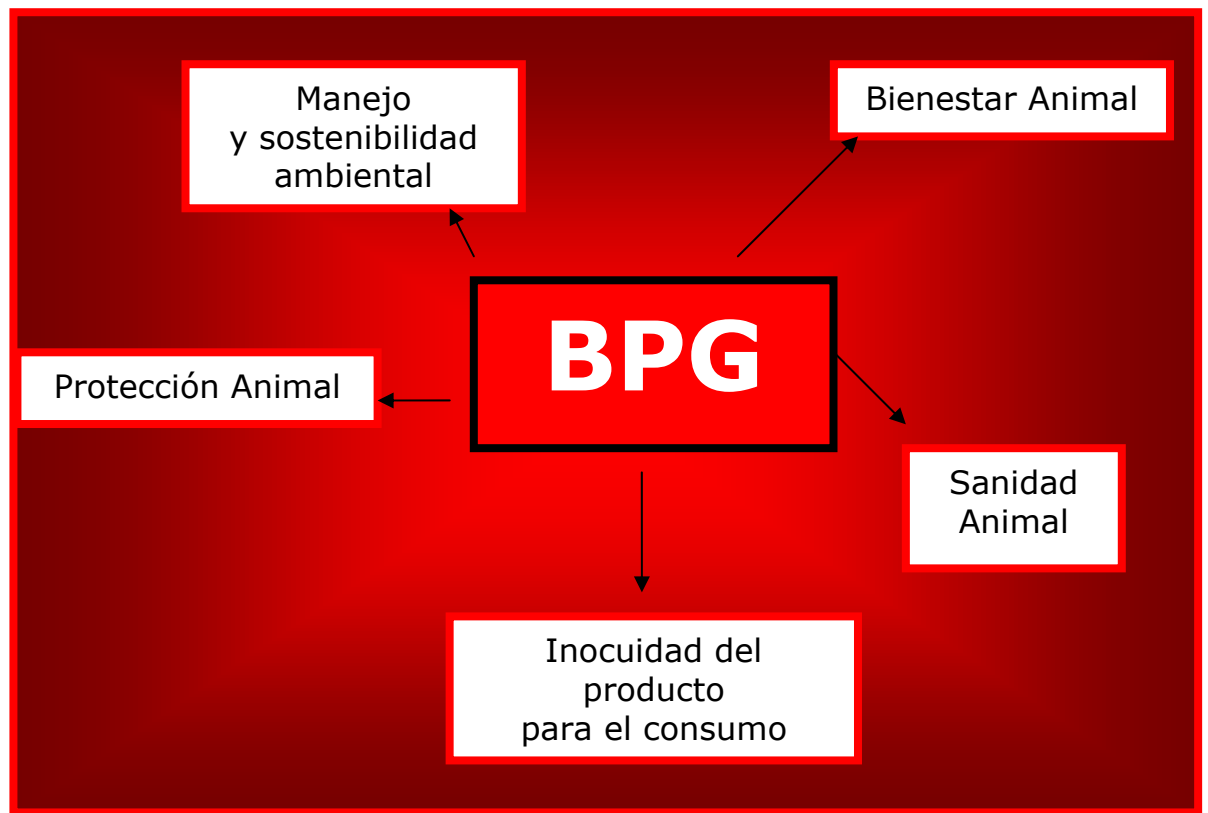 Manejo
y sostenibilidad
ambiental
Bienestar Animal
BPG
Protección Animal
Sanidad
Animal
Inocuidad del
producto
para el consumo